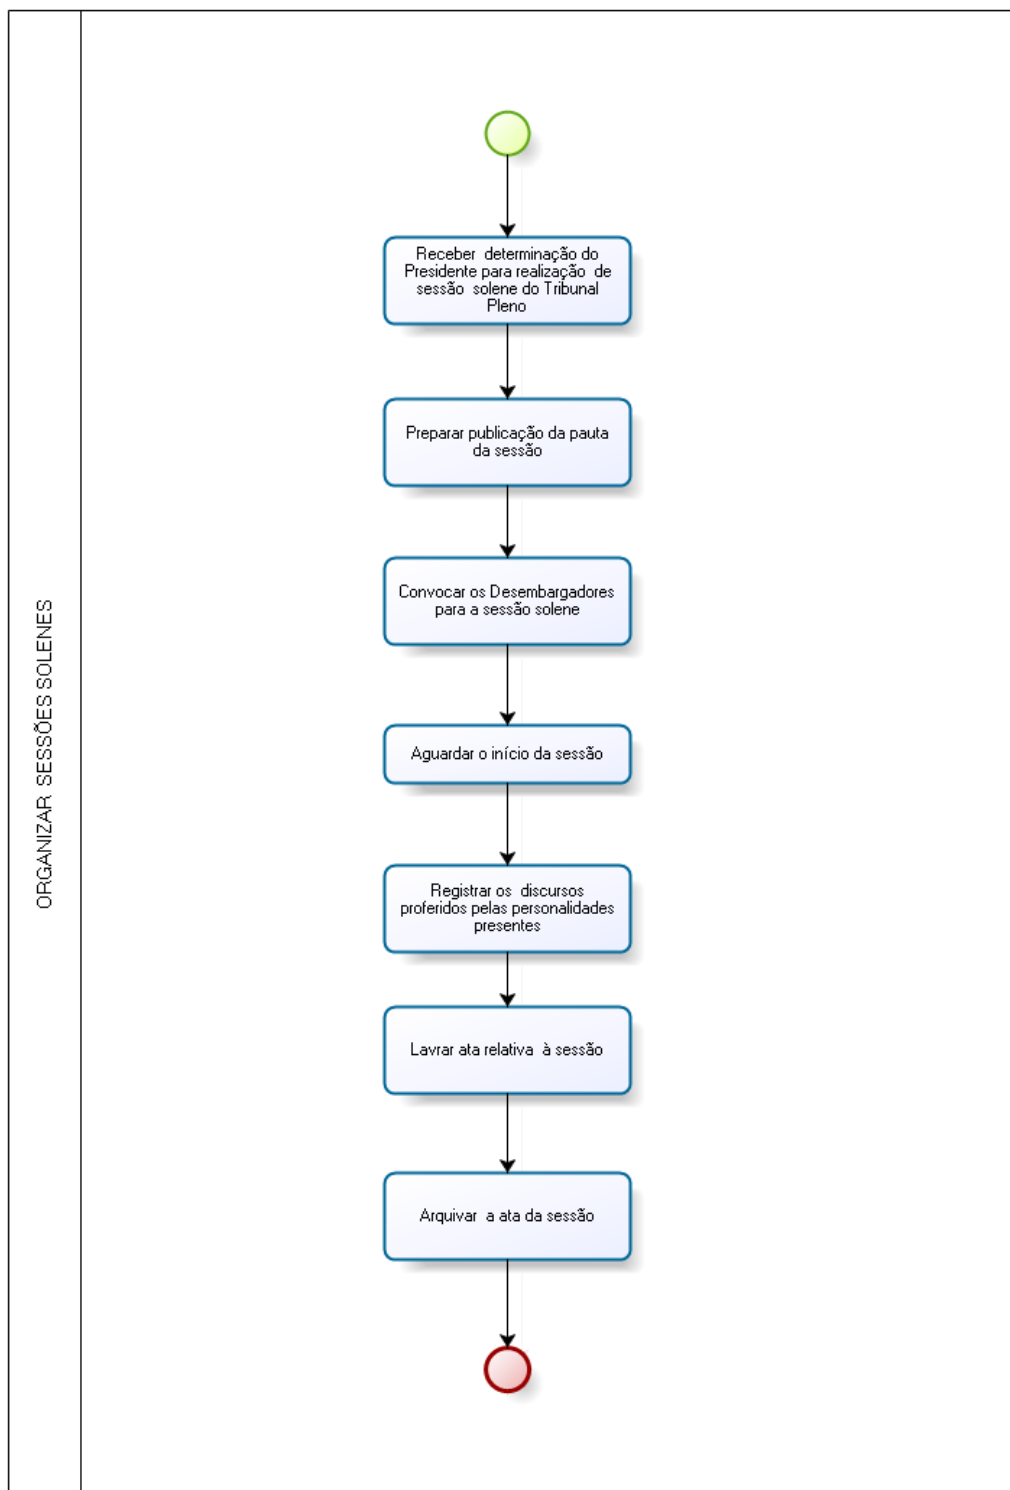 ORGANIZAR SESSÕES SOLENES
Receber determinação do
Presidente para realização de
sessão solene do Tribunal
Pleno
Preparar publicação da pauta
da sessão
Convocar os Desembargadores
para a sessão solene
Aguardar o início da sessão
Registrar os discursos
proferidos pelas personalidades
presentes
Lavrar ata relativa à sessão
Arquivar a ata da sessão